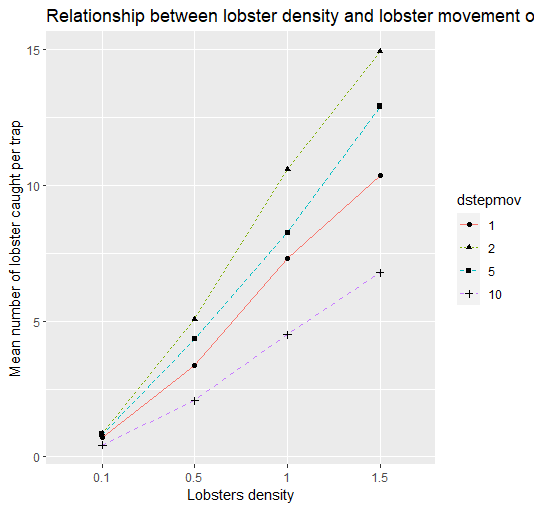 Relationship between lobster density and lobster movement o
Mean nurmber of lobster caught per trap
15
10
5
0
0.1 0.5 1 1.5
Lobsters density
dstepmov
1
2
5
10